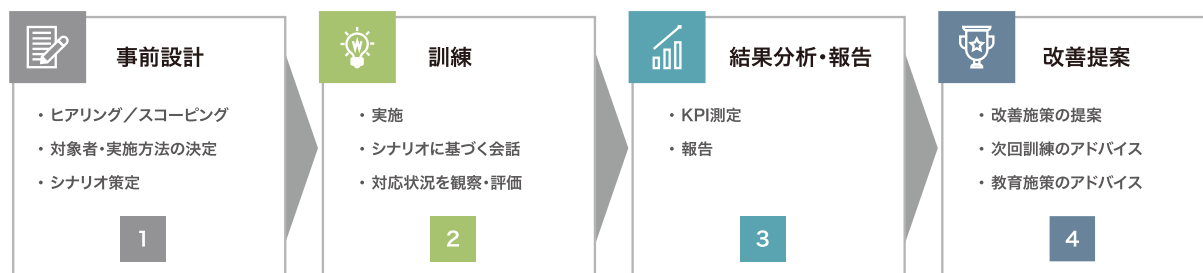 事前設計
・ヒアリング／スコーピング
・対象者・実施方法の決定
・シナリオ策定
1
訓練
・実施
・シナリオに基づく会話
・対応状況を観察・評価
2
結果分析・報告
・KPI測定
・報告
3
改善提案
・改善施策の提案
・次回訓練のアドバイス
・教育施策のアドバイス
4